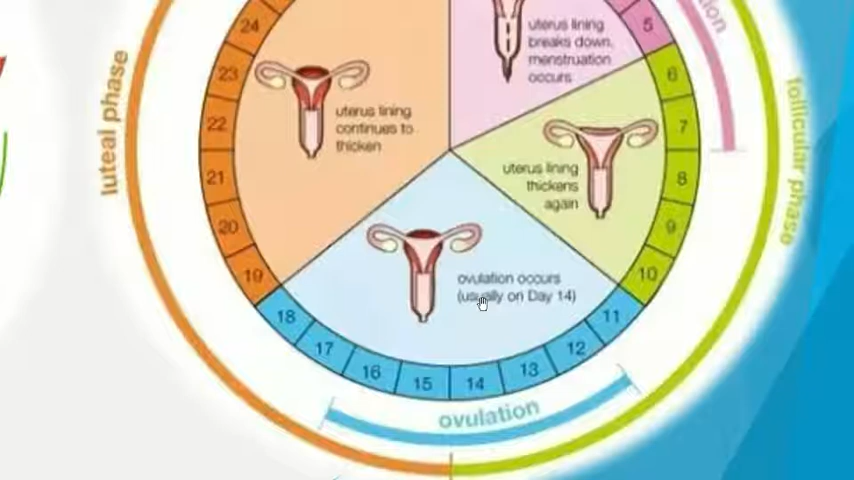 24
uterus lining
breaks down,
menstruation
occurs
5
23
uterus lining
continues to
thicken
6
luteal phase
22
7
follicular phase
21
uterus lining
thickens
again
8
20
9
19
ovulation occurs
(usually on Day 14)
10
18
11
17
12
16
15
14
13
ovulation